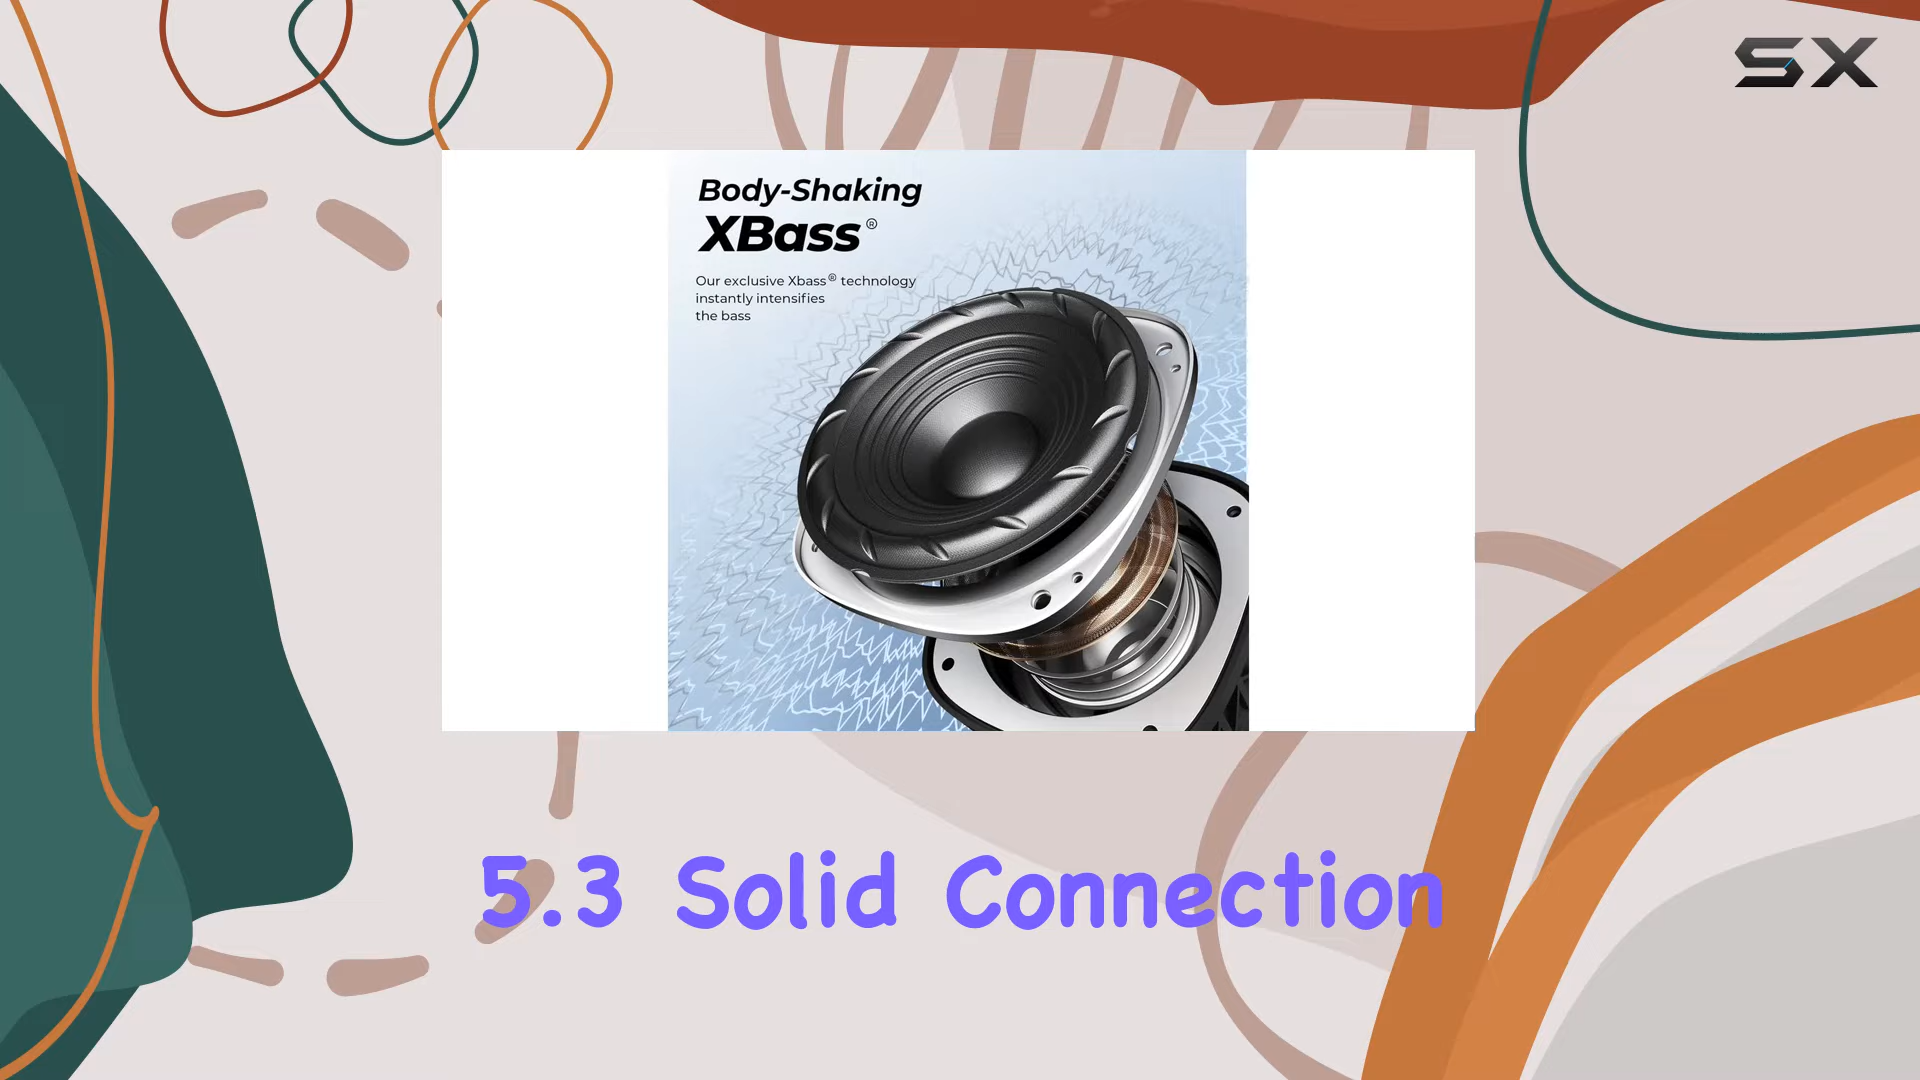 SX
Body-Shaking
XBass®
Our exclusive Xbass® technology
instantly intensifies
the bass
5.3 Solid Connection